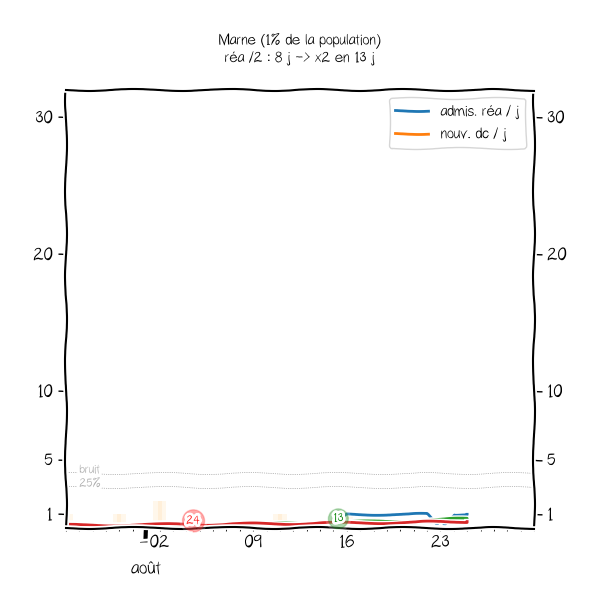 Marne (1% de la population)
réa /2 : 8 j -> x2 en 13 j
admis. réa / j
nouv. dc / j
30
30
20
20
10
10
5
5
bruit
25%
1
1
24
13
02
09
16
23
août